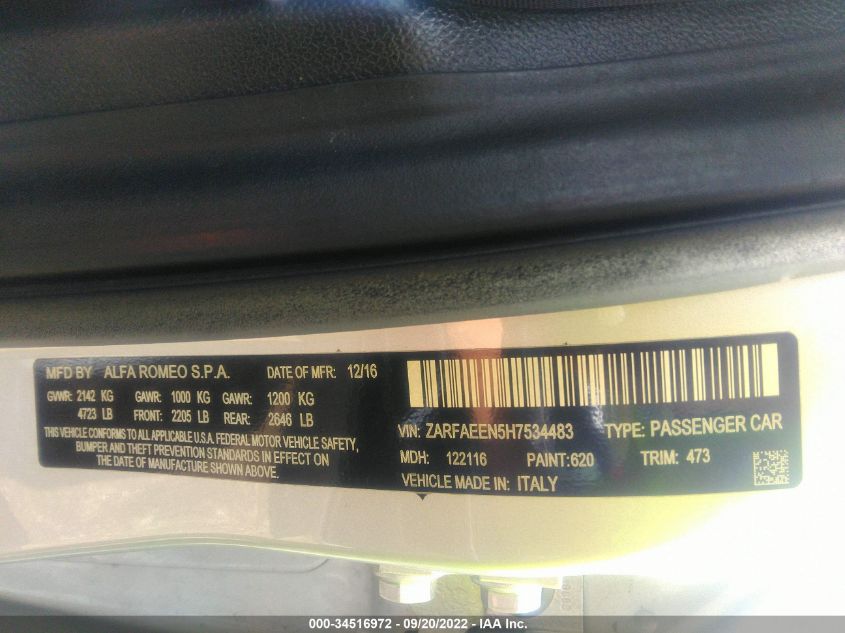 MFD BY ALFA ROMEO S.P.A. DATE OF MFR: 12/16
GVWR: 2142 KG GAWR: 1000 KG GAWR: 1200 KG
4723 LB FRONT: 2205 LB REAR: 2646 LB
THIS VEHICLE CONFORMS TO ALL APPLICABLE U.S.A. FEDERAL MOTOR VEHICLE SAFETY,
BUMPER AND THEFT PREVENTION STANDARDS IN EFFECT ON
THE DATE OF MANUFACTURE SHOWN ABOVE.
VIN: ZARFAEEN5H7534483 TYPE: PASSENGER CAR
MDH: 122116 PAINT:620 TRIM: 473
VEHICLE MADE IN: ITALY
000-34516972 - 09/20/2022 - IAA, Inc.